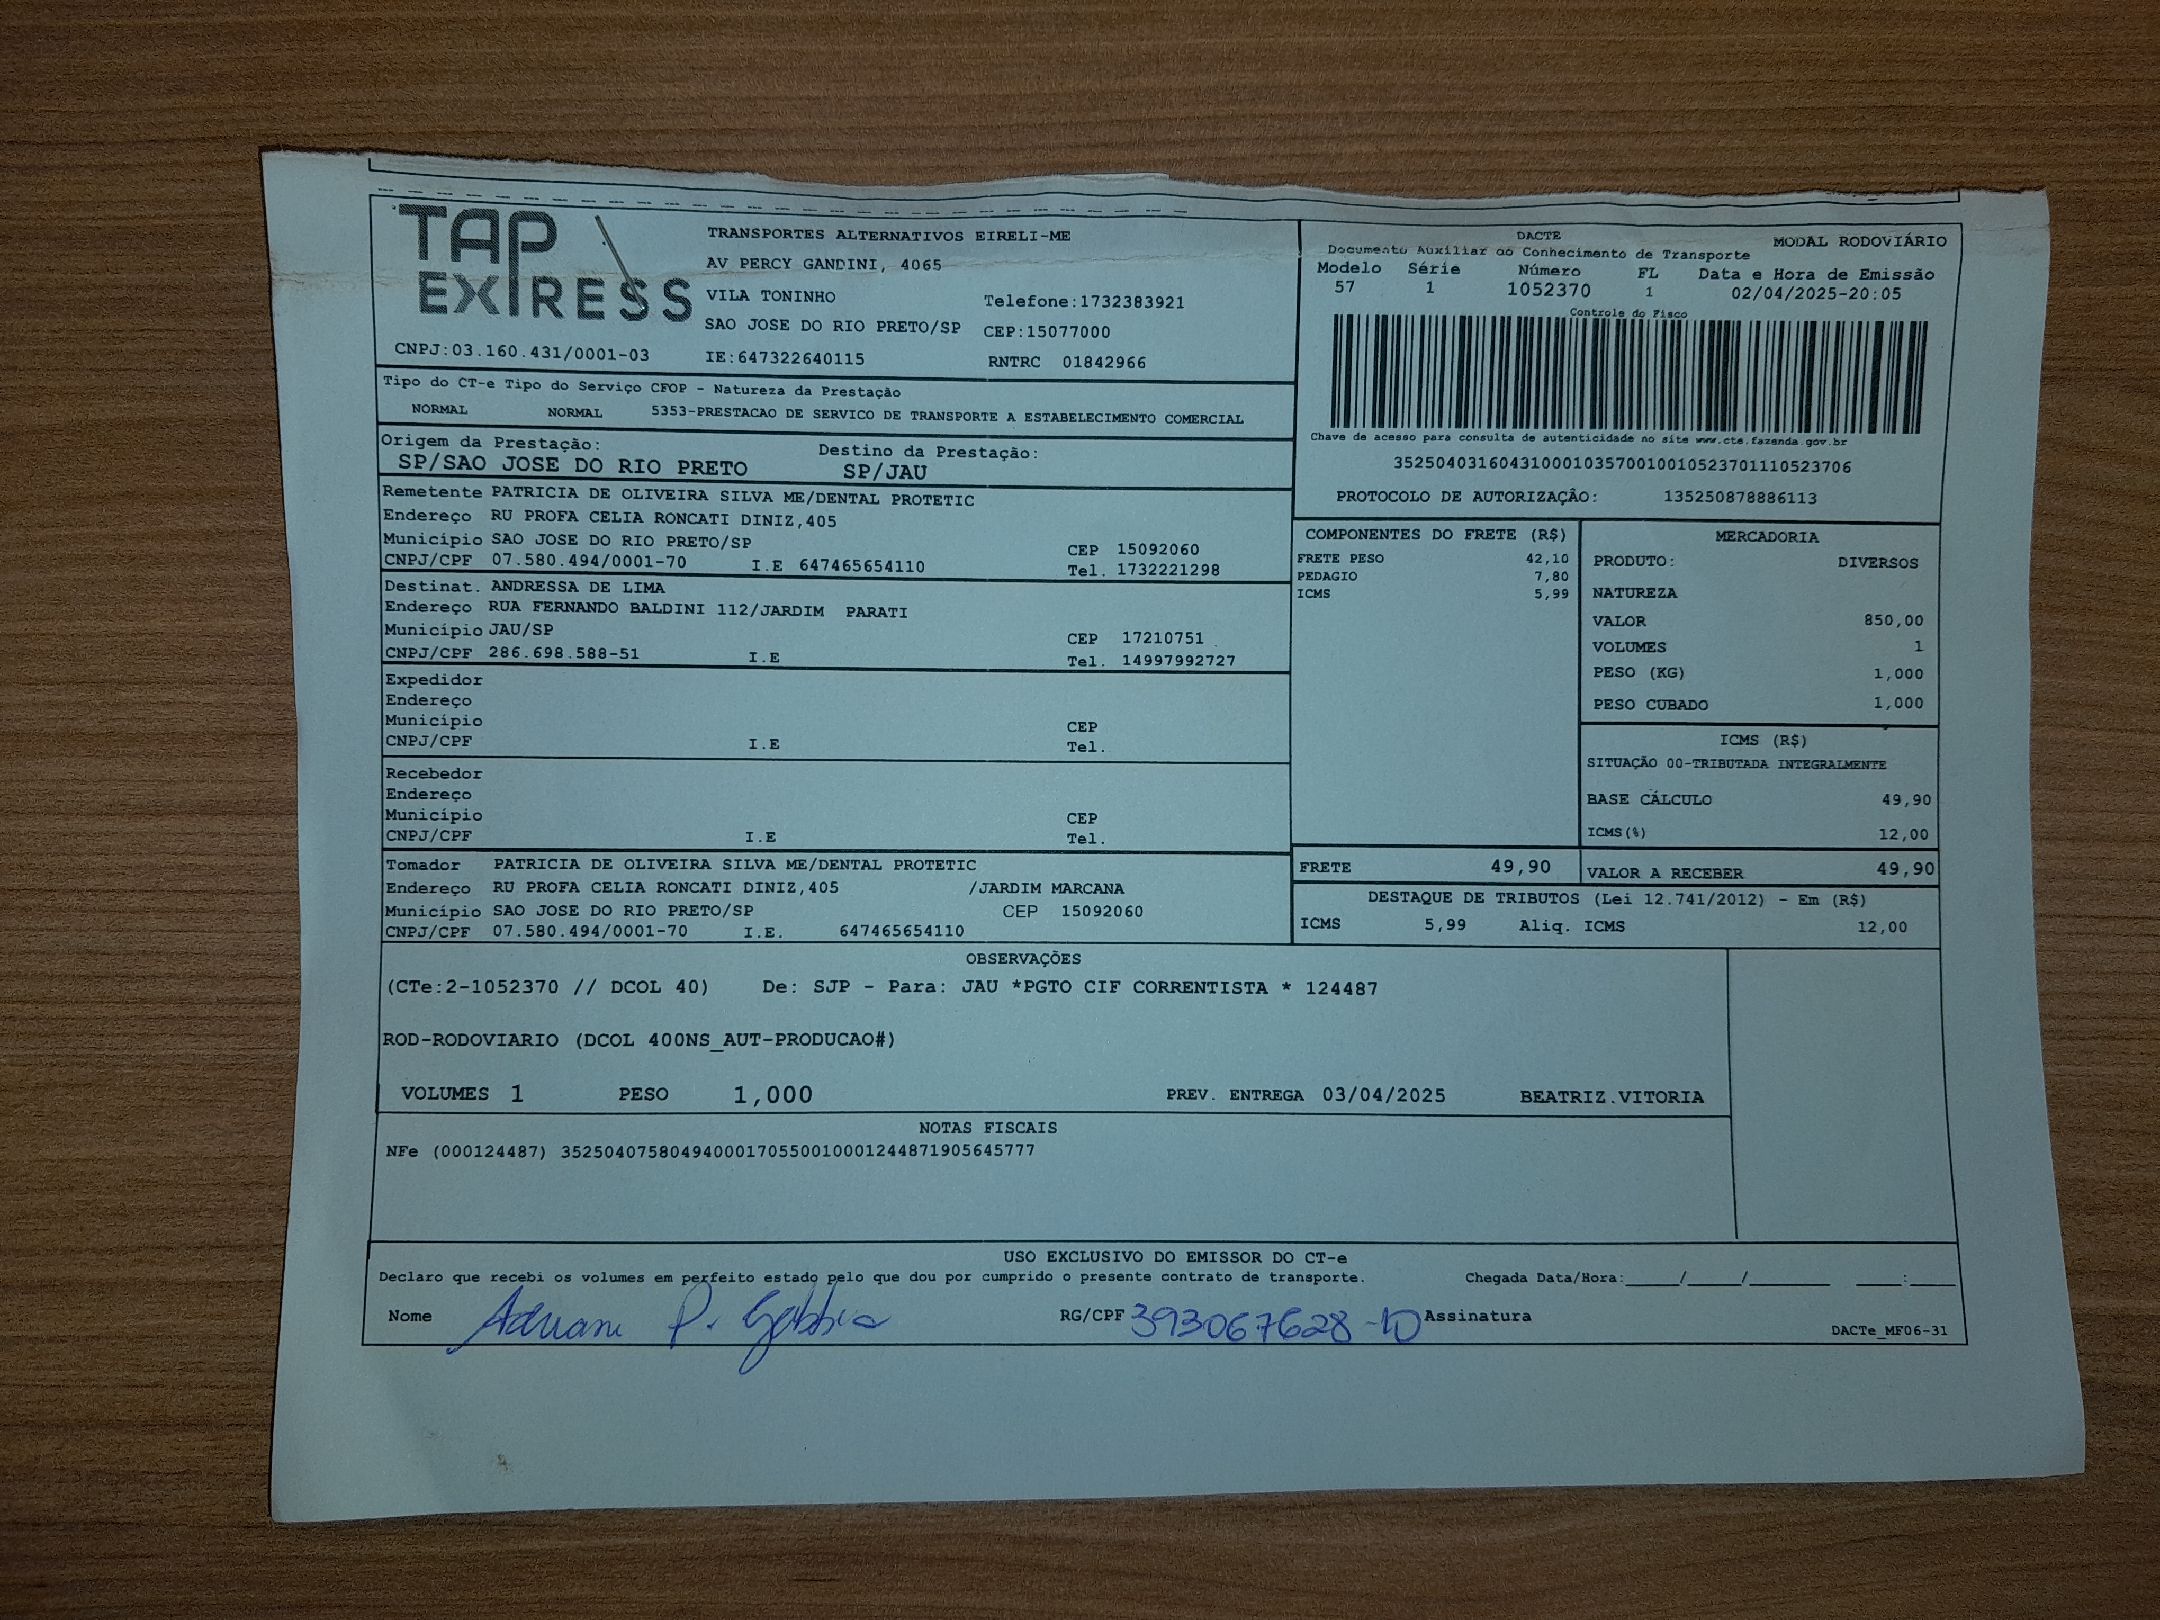 TAP
EXPRESS
TRANSPORTES ALTERNATIVOS EIRELI-ME
AV PERCY GANDINI, 4065
VILA TONINHO Telefone:1732383921
SAO JOSE DO RIO PRETO/SP CEP:15077000
CNPJ:03.160.431/0001-03 IE:647322640115 RNTRC 01842966
DACTE
Documento Auxiliar ao Conhecimento de Transporte MODAL RODOVIÁRIO
Modelo Série Número FL Data e Hora de Emissão
57 1 1052370 1 02/04/2025-20:05
Controle do Fisco
Chave de acesso para consulta de autenticidade no site www.cte.fazenda.gov.br
35250403160431000103570010010523701110523706
PROTOCOLO DE AUTORIZAÇÃO: 135250878886113
Tipo do CT-e Tipo do Serviço CFOP - Natureza da Prestação
NORMAL NORMAL 5353-PRESTACAO DE SERVICO DE TRANSPORTE A ESTABELECIMENTO COMERCIAL
Origem da Prestação: Destino da Prestação:
SP/SAO JOSE DO RIO PRETO SP/JAU
Remetente PATRICIA DE OLIVEIRA SILVA ME/DENTAL PROTETIC
Endereço RU PROFA CELIA RONCATI DINIZ,405
Município SAO JOSE DO RIO PRETO/SP CEP 15092060
CNPJ/CPF 07.580.494/0001-70 I.E 647465654110 Tel. 1732221298
Destinat. ANDRESSA DE LIMA
Endereço RUA FERNANDO BALDINI 112/JARDIM PARATI
Município JAU/SP CEP 17210751
CNPJ/CPF 286.698.588-51 I.E Tel. 14997992727
Expedidor
Endereço
Município CEP
CNPJ/CPF I.E Tel.
Recebedor
Endereço
Município CEP
CNPJ/CPF I.E Tel.
Tomador PATRICIA DE OLIVEIRA SILVA ME/DENTAL PROTETIC
Endereço RU PROFA CELIA RONCATI DINIZ,405 /JARDIM MARCANA
Município SAO JOSE DO RIO PRETO/SP CEP 15092060
CNPJ/CPF 07.580.494/0001-70 I.E. 647465654110
COMPONENTES DO FRETE (R$)
FRETE PESO 42,10
PEDAGIO 7,80
ICMS 5,99
MERCADORIA
PRODUTO: DIVERSOS
NATUREZA
VALOR 850,00
VOLUMES 1
PESO (KG) 1,000
PESO CUBADO 1,000
ICMS (R$)
SITUAÇÃO 00-TRIBUTADA INTEGRALMENTE
BASE CÁLCULO 49,90
ICMS(%) 12,00
FRETE 49,90 VALOR A RECEBER 49,90
DESTAQUE DE TRIBUTOS (Lei 12.741/2012) - Em (R$)
ICMS 5,99 Aliq. ICMS 12,00
OBSERVAÇÕES
(CTe:2-1052370 // DCOL 40) De: SJP - Para: JAU *PGTO CIF CORRENTISTA * 124487
ROD-RODOVIARIO (DCOL 400NS_AUT-PRODUCAO#)
VOLUMES 1 PESO 1,000 PREV. ENTREGA 03/04/2025 BEATRIZ.VITORIA
NOTAS FISCAIS
NFe (000124487) 35250407580494000170550010001244871905645777
USO EXCLUSIVO DO EMISSOR DO CT-e
Declaro que recebi os volumes em perfeito estado pelo que dou por cumprido o presente contrato de transporte. Chegada Data/Hora:_____/_____/_______ ____:____
Nome Adriani P. RG/CPF 393067628-10 Assinatura
DACTe_MF06-31